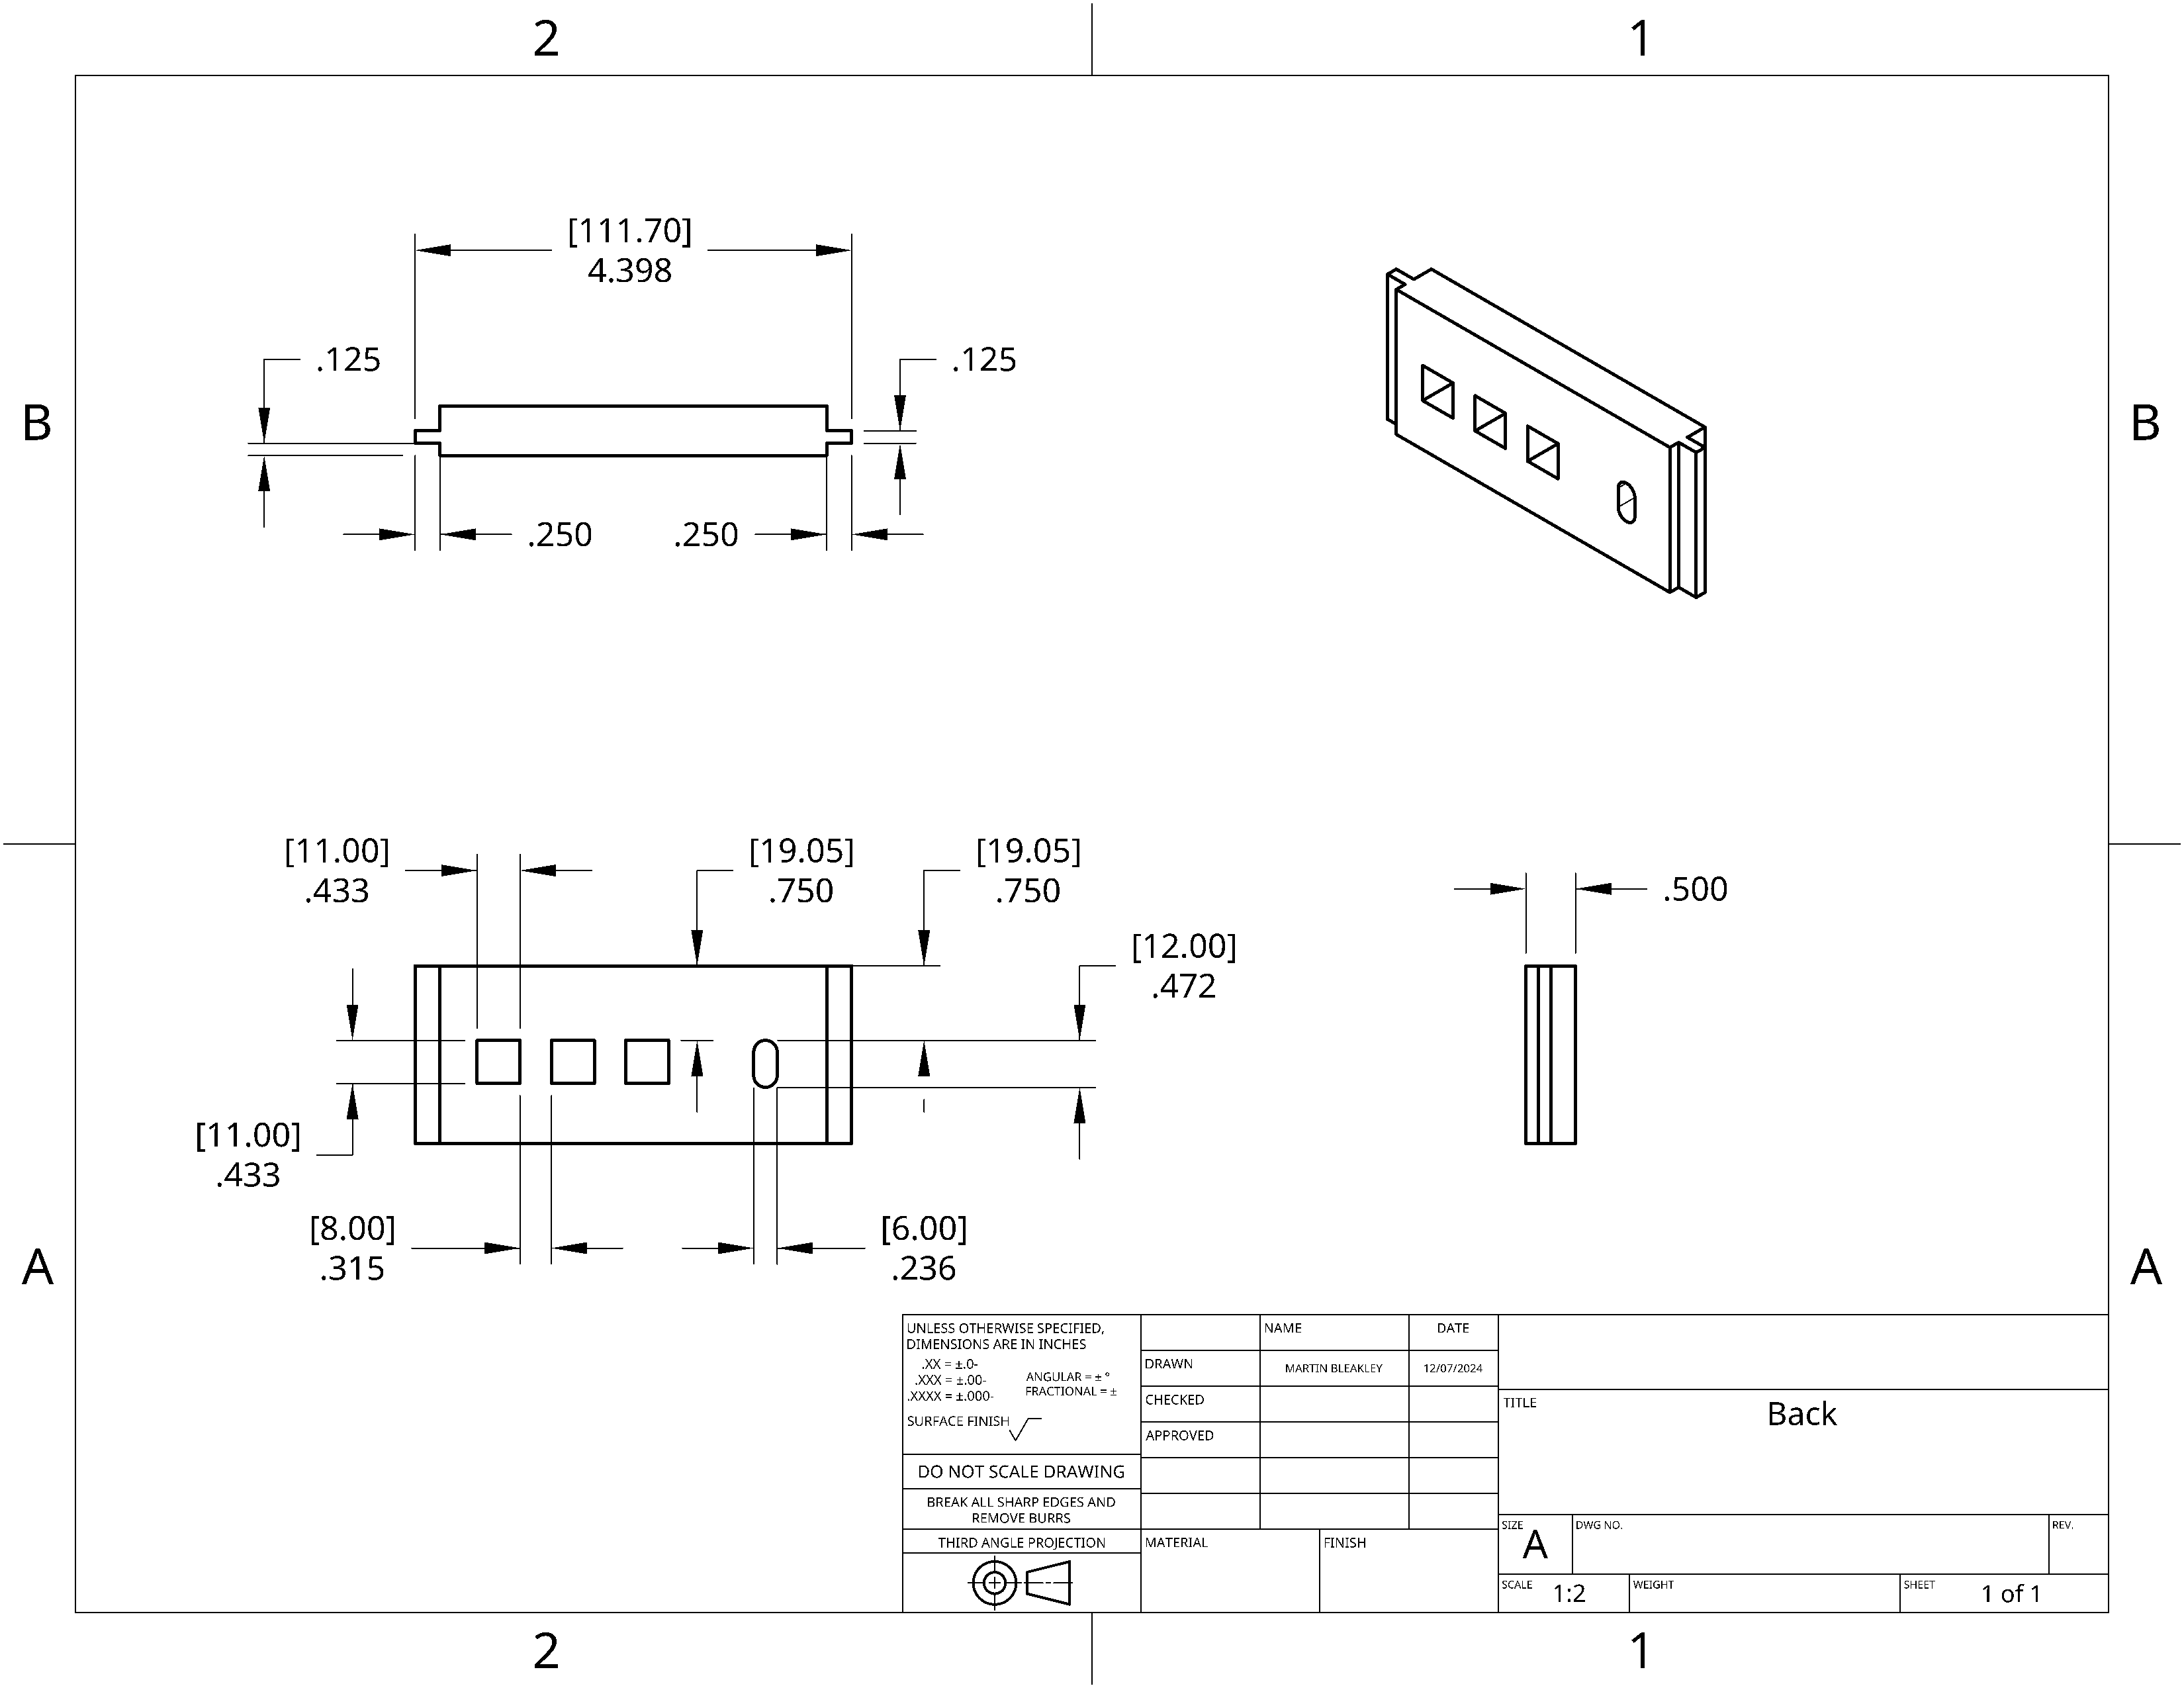 2 1
[111.70]
4.398
.125 .125
B B
.250 .250
[11.00] [19.05] [19.05]
.433 .750 .750
.500
[12.00]
.472
[11.00]
.433
[8.00] [6.00]
.315 .236
A A
UNLESS OTHERWISE SPECIFIED,
DIMENSIONS ARE IN INCHES
.XX = ±.0-
.XXX = ±.00-
.XXXX = ±.000-
ANGULAR = ± °
FRACTIONAL = ±
SURFACE FINISH
DO NOT SCALE DRAWING
BREAK ALL SHARP EDGES AND
REMOVE BURRS
THIRD ANGLE PROJECTION
NAME DATE
DRAWN MARTIN BLEAKLEY 12/07/2024
CHECKED
APPROVED
MATERIAL FINISH
TITLE
Back
SIZE DWG NO. REV.
A
SCALE 1:2 WEIGHT SHEET 1 of 1
2 1